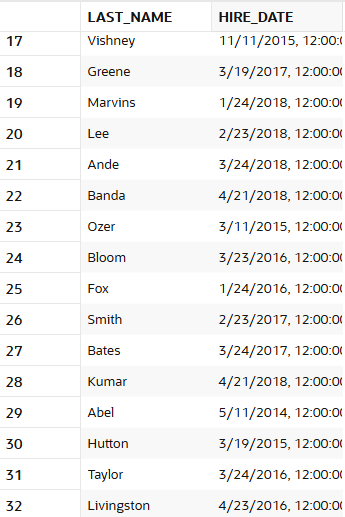 LAST_NAME HIRE_DATE
17 Vishney 11/11/2015, 12:00:0
18 Greene 3/19/2017, 12:00:00
19 Marvins 1/24/2018, 12:00:00
20 Lee 2/23/2018, 12:00:00
21 Ande 3/24/2018, 12:00:00
22 Banda 4/21/2018, 12:00:00
23 Ozer 3/11/2015, 12:00:00
24 Bloom 3/23/2016, 12:00:00
25 Fox 1/24/2016, 12:00:00
26 Smith 2/23/2017, 12:00:00
27 Bates 3/24/2017, 12:00:00
28 Kumar 4/21/2018, 12:00:00
29 Abel 5/11/2014, 12:00:00
30 Hutton 3/19/2015, 12:00:00
31 Taylor 3/24/2016, 12:00:00
32 Livingston 4/23/2016, 12:00:00